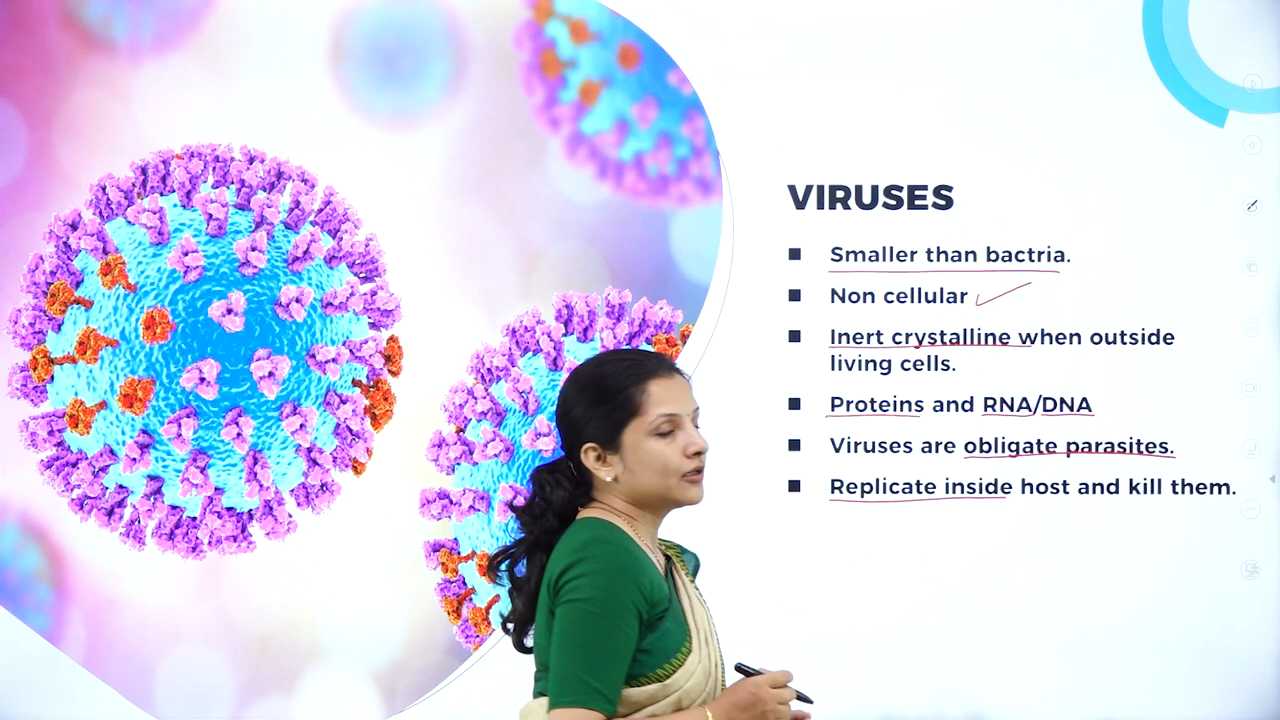 VIRUSES
Smaller than bactria.
Non cellular
Inert crystalline when outside
living cells.
Proteins and RNA/DNA
Viruses are obligate parasites.
Replicate inside host and kill them.